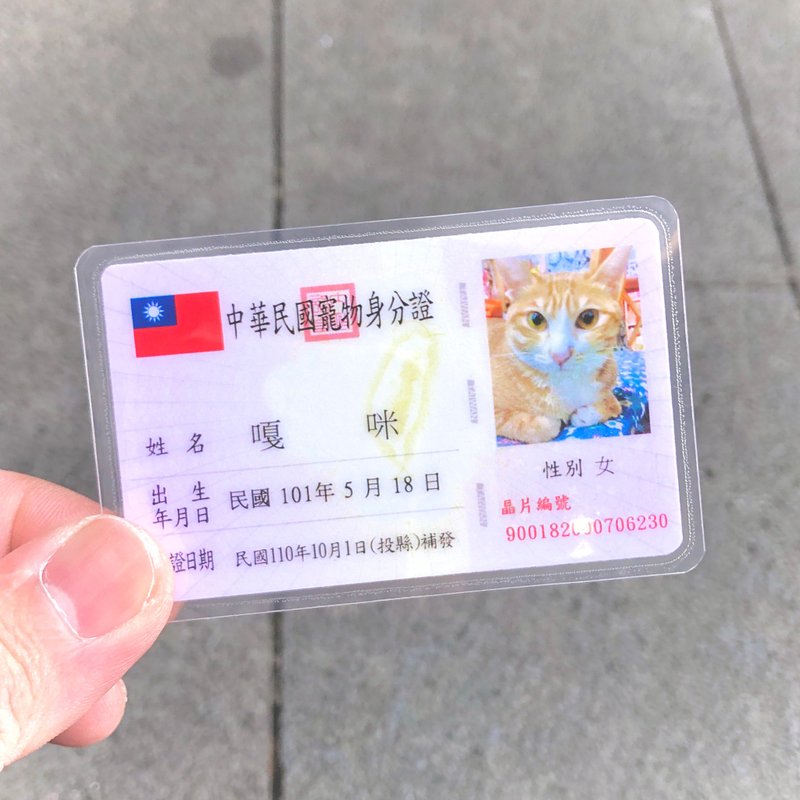 中華民國寵物身分證
姓名 嘎 咪
出生年月日 民國 101年 5 月 18 日
證日期 民國110年10月1日(投縣)補發
性別 女
晶片編號